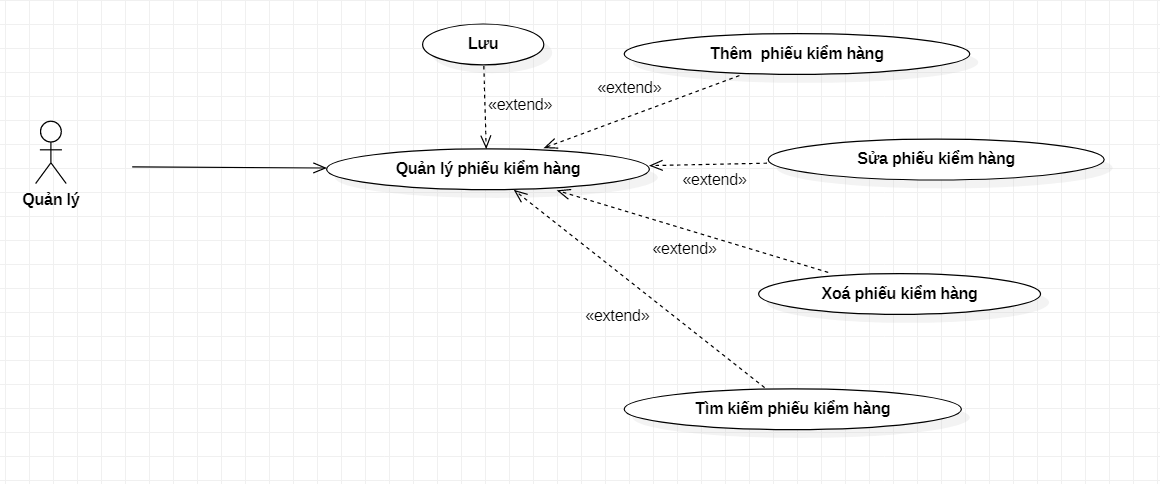 Lưu
Thêm  phiếu kiểm hàng
«extend»
«extend»
Quản lý
Quản lý phiếu kiểm hàng
Sửa phiếu kiểm hàng
«extend»
«extend»
Xoá phiếu kiểm hàng
«extend»
Tìm kiếm phiếu kiểm hàng